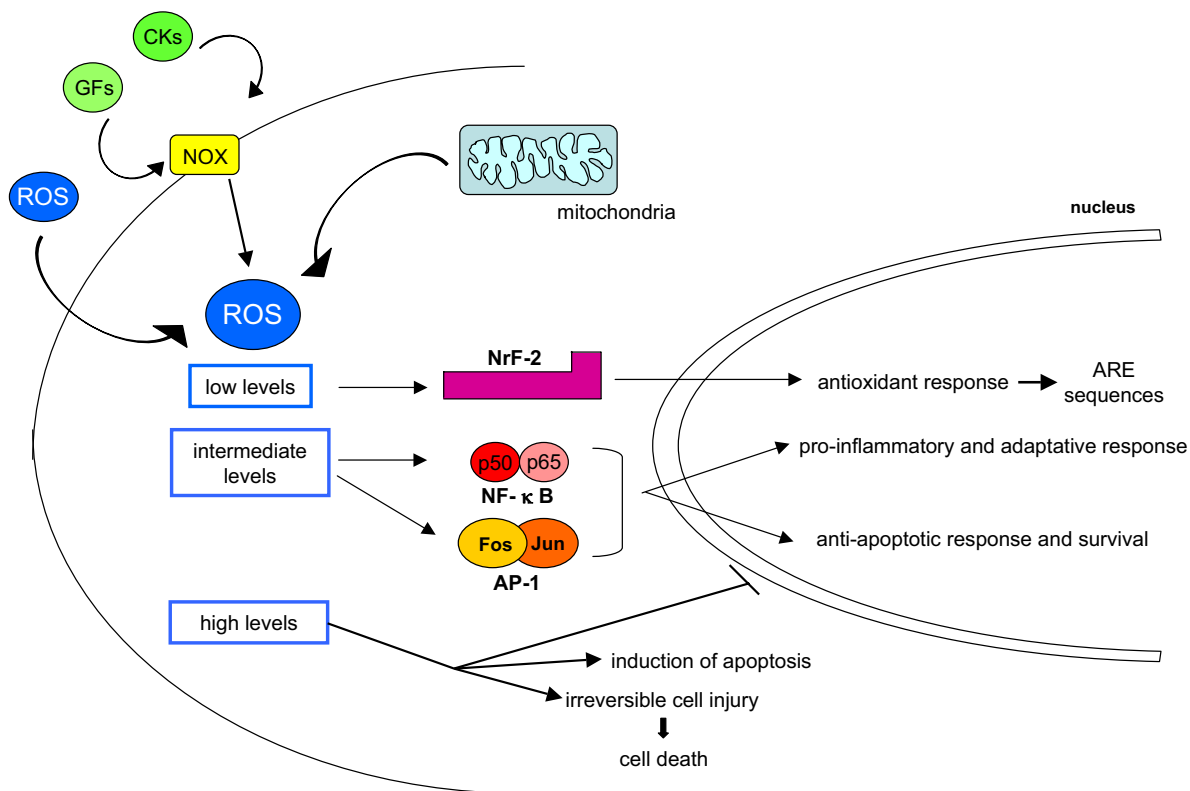 CKs
GFs
NOX
ROS
mitochondria
nucleus
ROS
NrF-2
low levels
antioxidant response
ARE
sequences
intermediate
levels
p50
p65
NF- κ B
pro-inflammatory and adaptative response
Fos
Jun
AP-1
anti-apoptotic response and survival
high levels
induction of apoptosis
irreversible cell injury
cell death